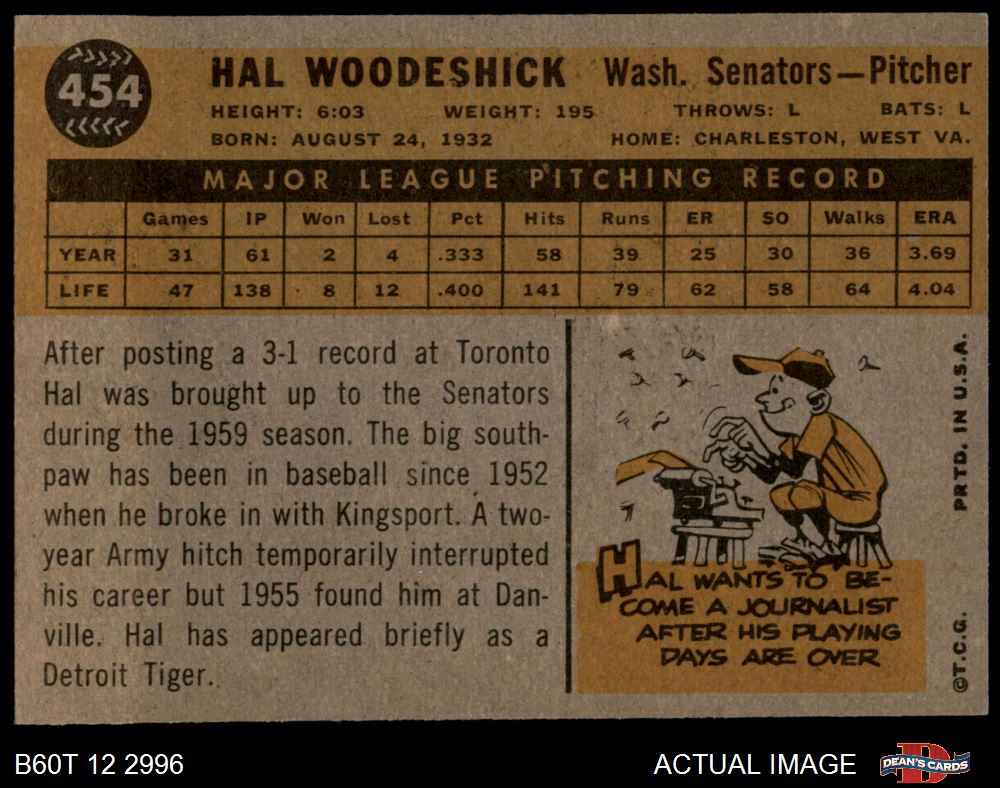 454
HAL WOODESHICK Wash. Senators—Pitcher
HEIGHT: 6:03 WEIGHT: 195 THROWS: L BATS: L
BORN: AUGUST 24, 1932 HOME: CHARLESTON, WEST VA.
MAJOR LEAGUE PITCHING RECORD
Games IP Won Lost Pct Hits Runs ER SO Walks ERA
YEAR 31 61 2 4 .333 58 39 25 30 36 3.69
LIFE 47 138 8 12 .400 141 79 62 58 64 4.04
After posting a 3-1 record at Toronto
Hal was brought up to the Senators
during the 1959 season. The big south-
paw has been in baseball since 1952
when he broke in with Kingsport. A two-
year Army hitch temporarily interrupted
his career but 1955 found him at Dan-
ville. Hal has appeared briefly as a
Detroit Tiger.
HAL WANTS TO BE-
COME A JOURNALIST
AFTER HIS PLAYING
DAYS ARE OVER
©T.C.G. PRTD. IN U.S.A.
B60T 12 2996 ACTUAL IMAGE DEAN'S CARDS